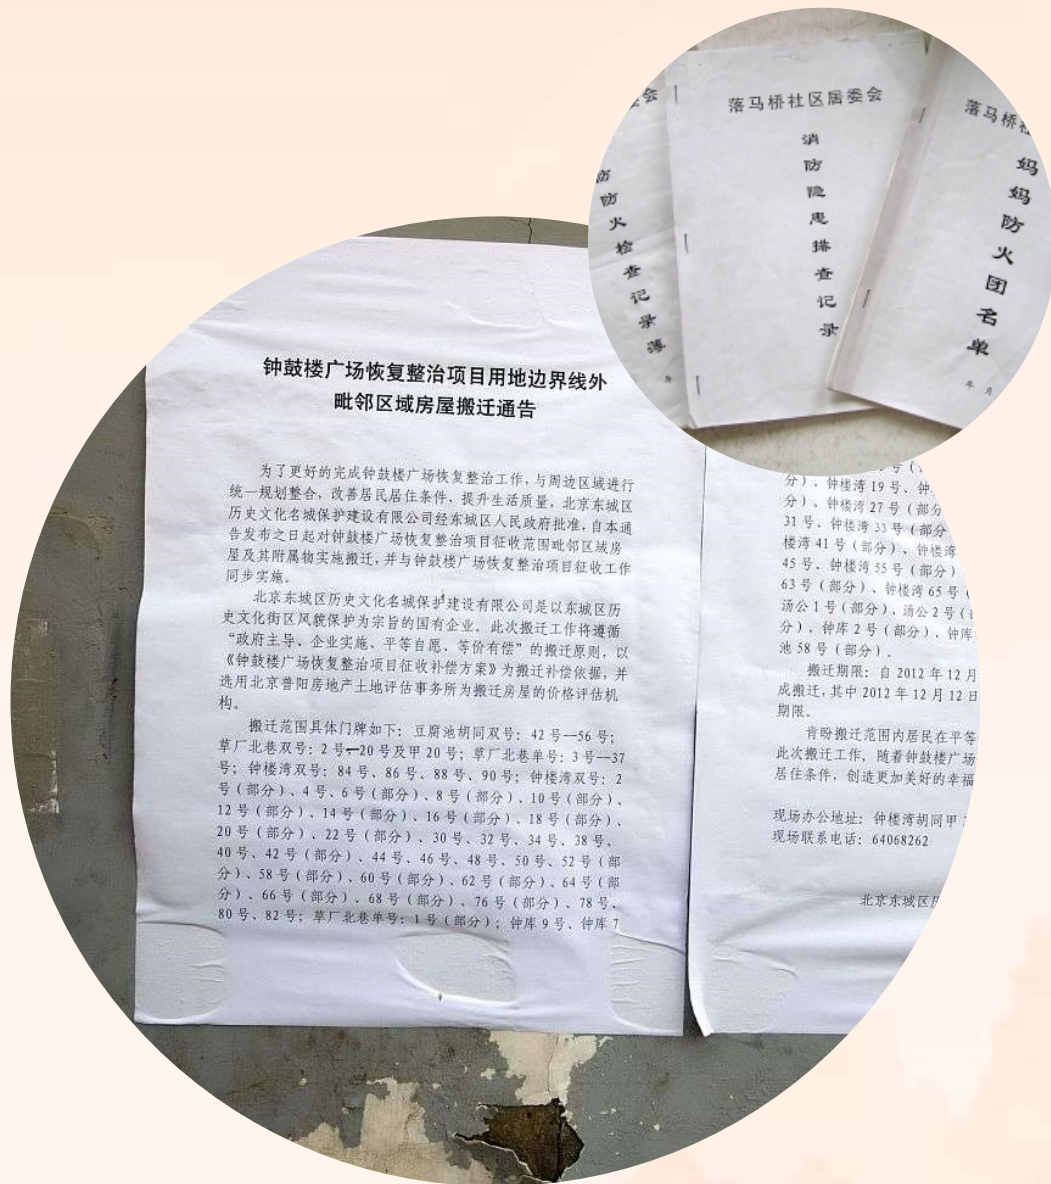 落马桥社区居委会
消防隐患搭查记录
防火检查记录薄
年
落马桥社
妈妈防火团名单
年 月
钟鼓楼广场恢复整治项目用地边界线外
毗邻区域房屋搬迁通告
为了更好的完成钟鼓楼广场恢复整治工作，与周边区域进行
统一规划整合，改善居民居住条件，提升生活质量，北京东城区
历史文化名城保护建设有限公司经东城区人民政府批准，自本通
告发布之日起对钟鼓楼广场恢复整治项目征收范围毗邻区域房
屋及其附属物实施搬迁，并与钟鼓楼广场恢复整治项目征收工作
同步实施。
北京东城区历史文化名城保护建设有限公司是以东城区历
史文化街区风貌保护为宗旨的国有企业。此次搬迁工作将遵循
“政府主导、企业实施、平等自愿、等价有偿”的搬迁原则，以
《钟鼓楼广场恢复整治项目征收补偿方案》为搬迁补偿依据，并
选用北京普阳房地产土地评估事务所为搬迁房屋的价格评估机
构。
搬迁范围具体门牌如下：豆腐池胡同双号：42号—56号；
草厂北巷双号：2号—20号及甲20号；草厂北巷单号：3号—37
号；钟楼湾双号：84号、86号、88号、90号；钟楼湾双号：2
号（部分）、4号、6号（部分）、8号（部分）、10号（部分）、
12号（部分）、14号（部分）、16号（部分）、18号（部分）、
20号（部分）、22号（部分）、30号、32号、34号、38号、
40号、42号（部分）、44号、46号、48号、50号、52号（部
分）、58号（部分）、60号（部分）、62号（部分）、64号（部
分）、66号（部分）、68号（部分）、76号（部分）、78号、
80号、82号；草厂北巷单号：1号（部分）；钟库9号、钟库7
分）、钟楼湾19号、钟
分）、钟楼湾27号（部分
31号、钟楼湾33号（部分
楼湾41号（部分）、钟楼湾
45号、钟楼湾55号（部分）
63号（部分）、钟楼湾65号（
汤公1号（部分）、汤公2号（
分）、钟库2号（部分）、钟库
池58号（部分）。
搬迁期限：自2012年12月
成搬迁，其中2012年12月12日
期限。
肯盼搬迁范围内居民在平等
此次搬迁工作，随着钟鼓楼广场
居住条件，创造更加美好的幸福
现场办公地址：钟楼湾胡同甲
现场联系电话：64068262
北京东城区历